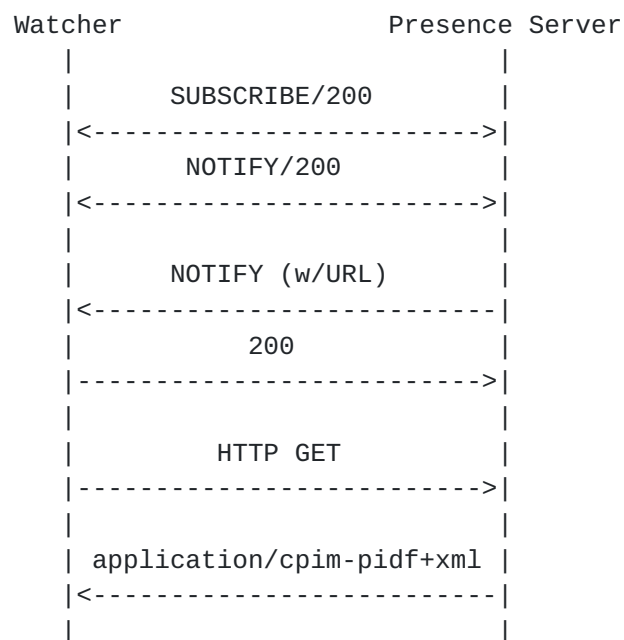 Watcher                 Presence Server
   |                           |
   |      SUBSCRIBE/200        |
   |<------------------------->|
   |       NOTIFY/200          |
   |<------------------------->|
   |                           |
   |      NOTIFY (w/URL)       |
   |<--------------------------|
   |           200             |
   |-------------------------->|
   |                           |
   |         HTTP GET          |
   |-------------------------->|
   |                           |
   | application/cpim-pidf+xml |
   |<--------------------------|
   |                           |